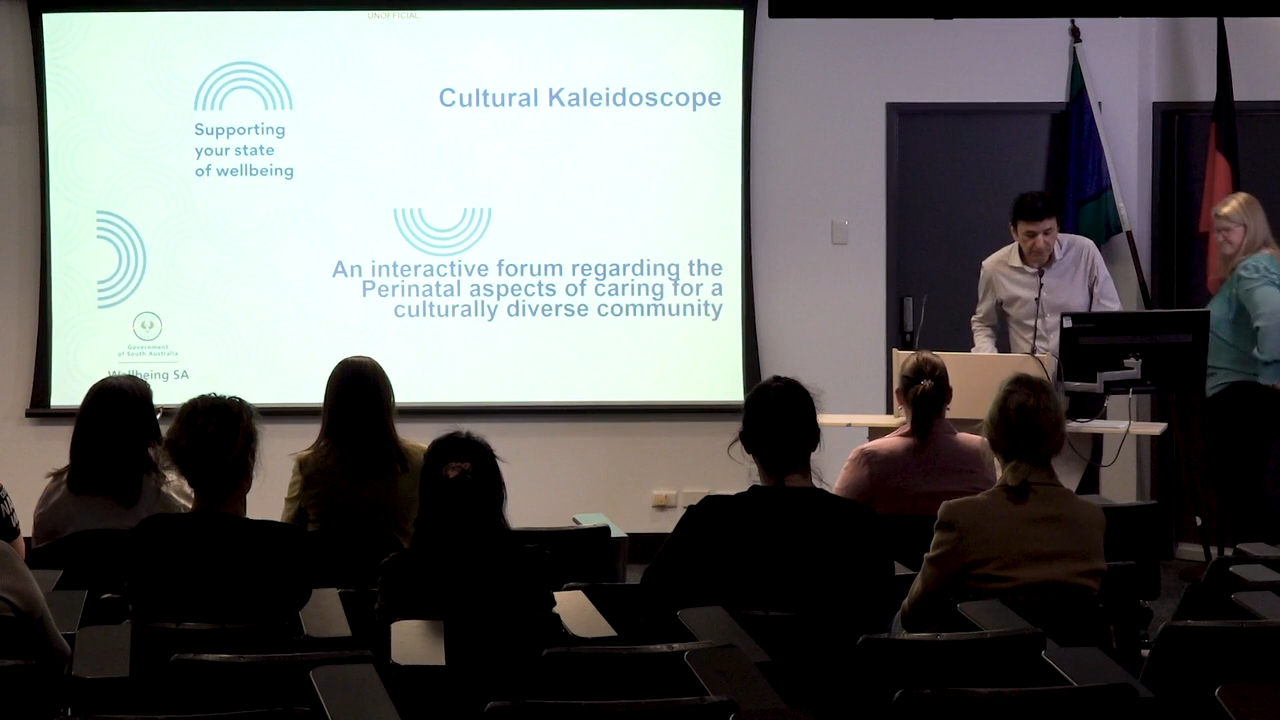 UNOFFICIAL
Cultural Kaleidoscope
Supporting
your state
of wellbeing
An interactive forum regarding the
Perinatal aspects of caring for a
culturally diverse community
Government
of South Australia
Wellbeing SA